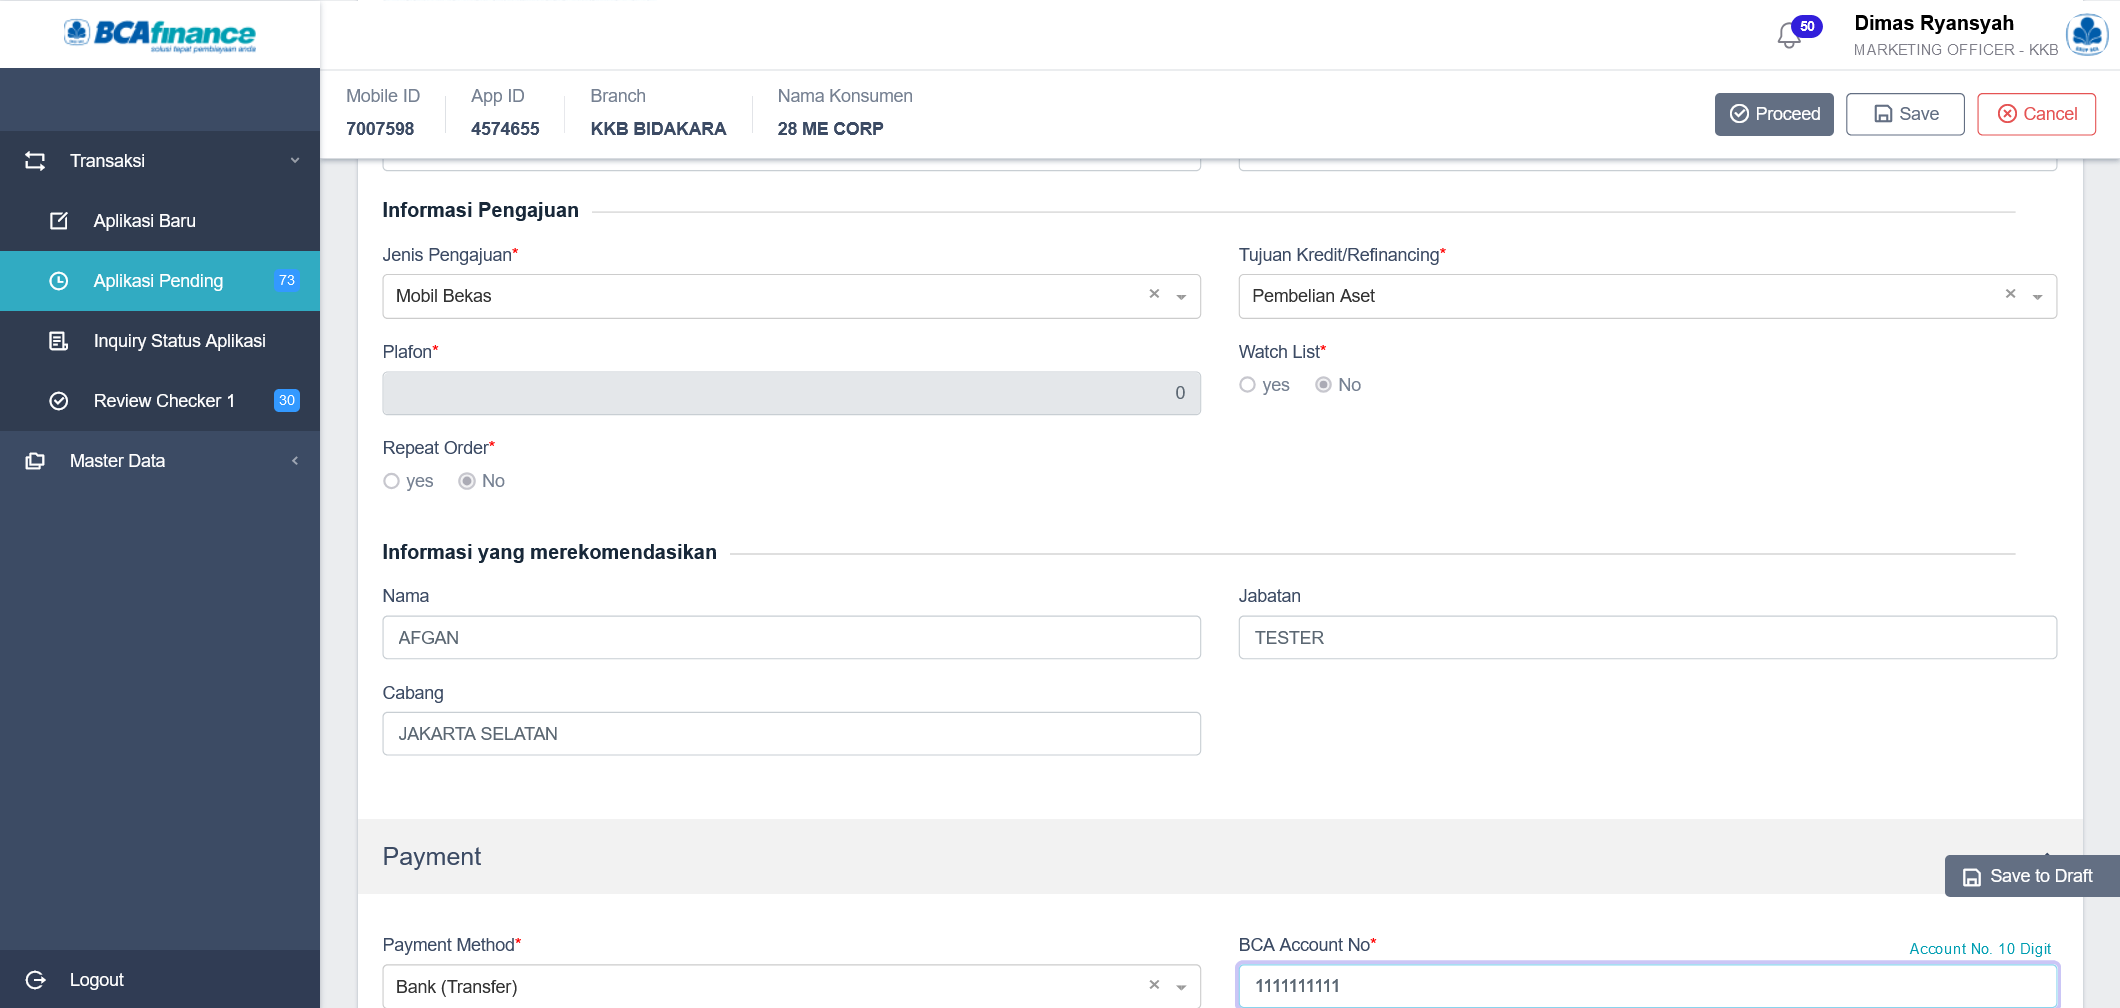 BCAfinance
solusi tepat pembiayaan anda
50
Dimas Ryansyah
MARKETING OFFICER - KKB
Mobile ID
7007598
App ID
4574655
Branch
KKB BIDAKARA
Nama Konsumen
28 ME CORP
Proceed
Save
Cancel
Transaksi
Aplikasi Baru
Aplikasi Pending 73
Inquiry Status Aplikasi
Review Checker 1 30
Master Data
Logout
Informasi Pengajuan
Jenis Pengajuan*
Mobil Bekas
Tujuan Kredit/Refinancing*
Pembelian Aset
Plafon*
0
Watch List*
yes No
Repeat Order*
yes No
Informasi yang merekomendasikan
Nama
AFGAN
Jabatan
TESTER
Cabang
JAKARTA SELATAN
Payment
Save to Draft
Payment Method*
Bank (Transfer)
BCA Account No*
Account No. 10 Digit
1111111111